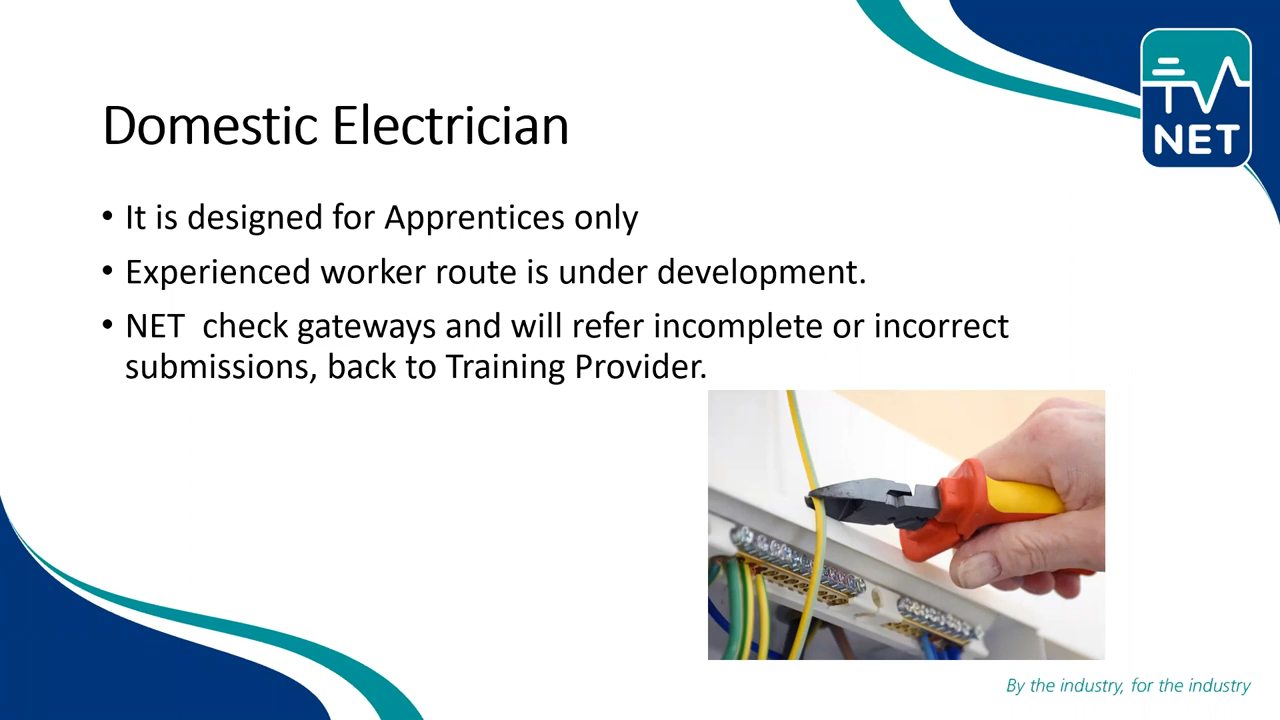 NET
Domestic Electrician
• It is designed for Apprentices only
• Experienced worker route is under development.
• NET  check gateways and will refer incomplete or incorrect
submissions, back to Training Provider.
By the industry, for the industry